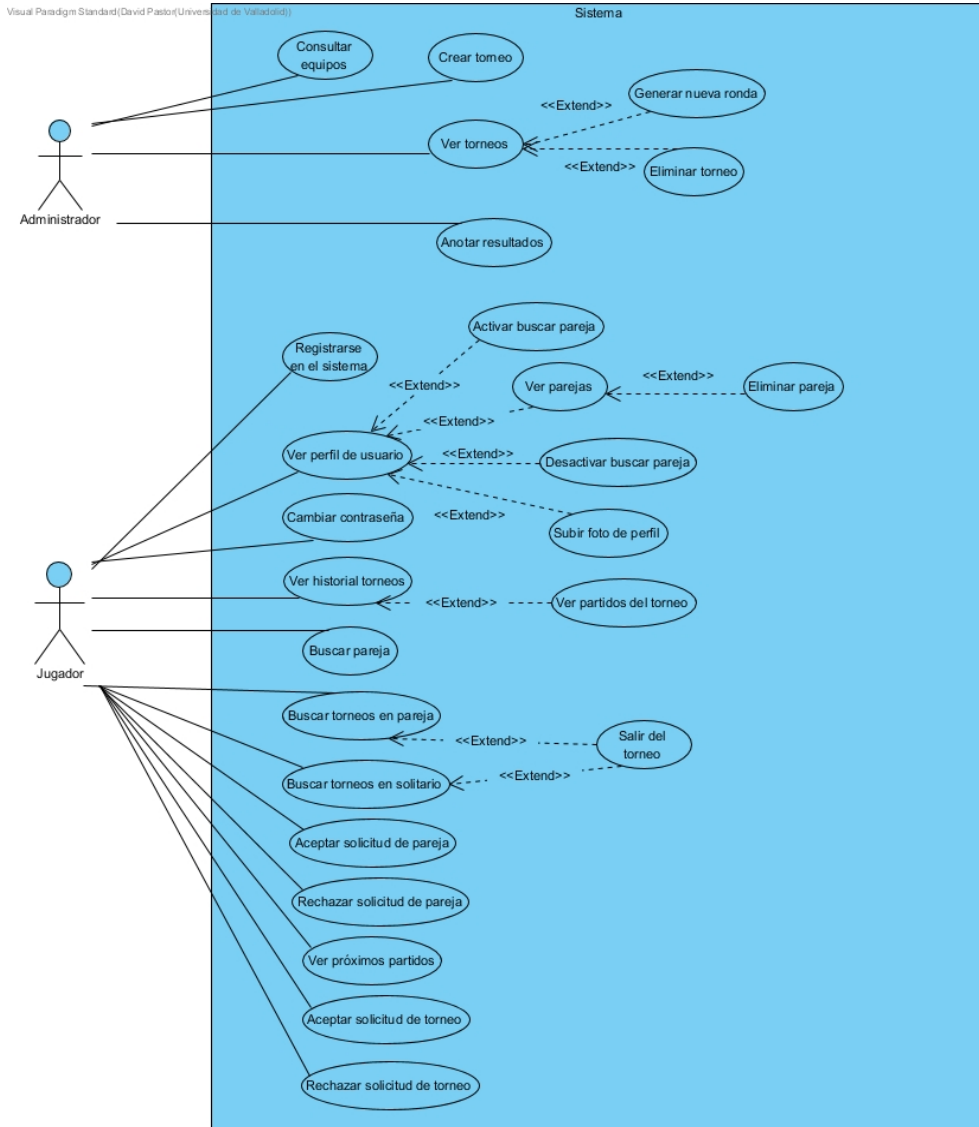 Visual Paradigm Standard(David Pastor(Universidad de Valladolid))
Sistema
Consultar
equipos
Crear torneo
Generar nueva ronda
<<Extend>>
Ver torneos
<<Extend>>
Eliminar torneo
Administrador
Anotar resultados
Activar buscar pareja
Registrarse
en el sistema
<<Extend>>
Ver parejas
<<Extend>>
Eliminar pareja
<<Extend>>
Ver perfil de usuario
<<Extend>>
Desactivar buscar pareja
Cambiar contraseña
<<Extend>>
Subir foto de perfil
Ver historial torneos
<<Extend>>
Ver partidos del torneo
Buscar pareja
Jugador
Buscar torneos en pareja
<<Extend>>
Salir del
torneo
Buscar torneos en solitario
<<Extend>>
Aceptar solicitud de pareja
Rechazar solicitud de pareja
Ver próximos partidos
Aceptar solicitud de torneo
Rechazar solicitud de torneo